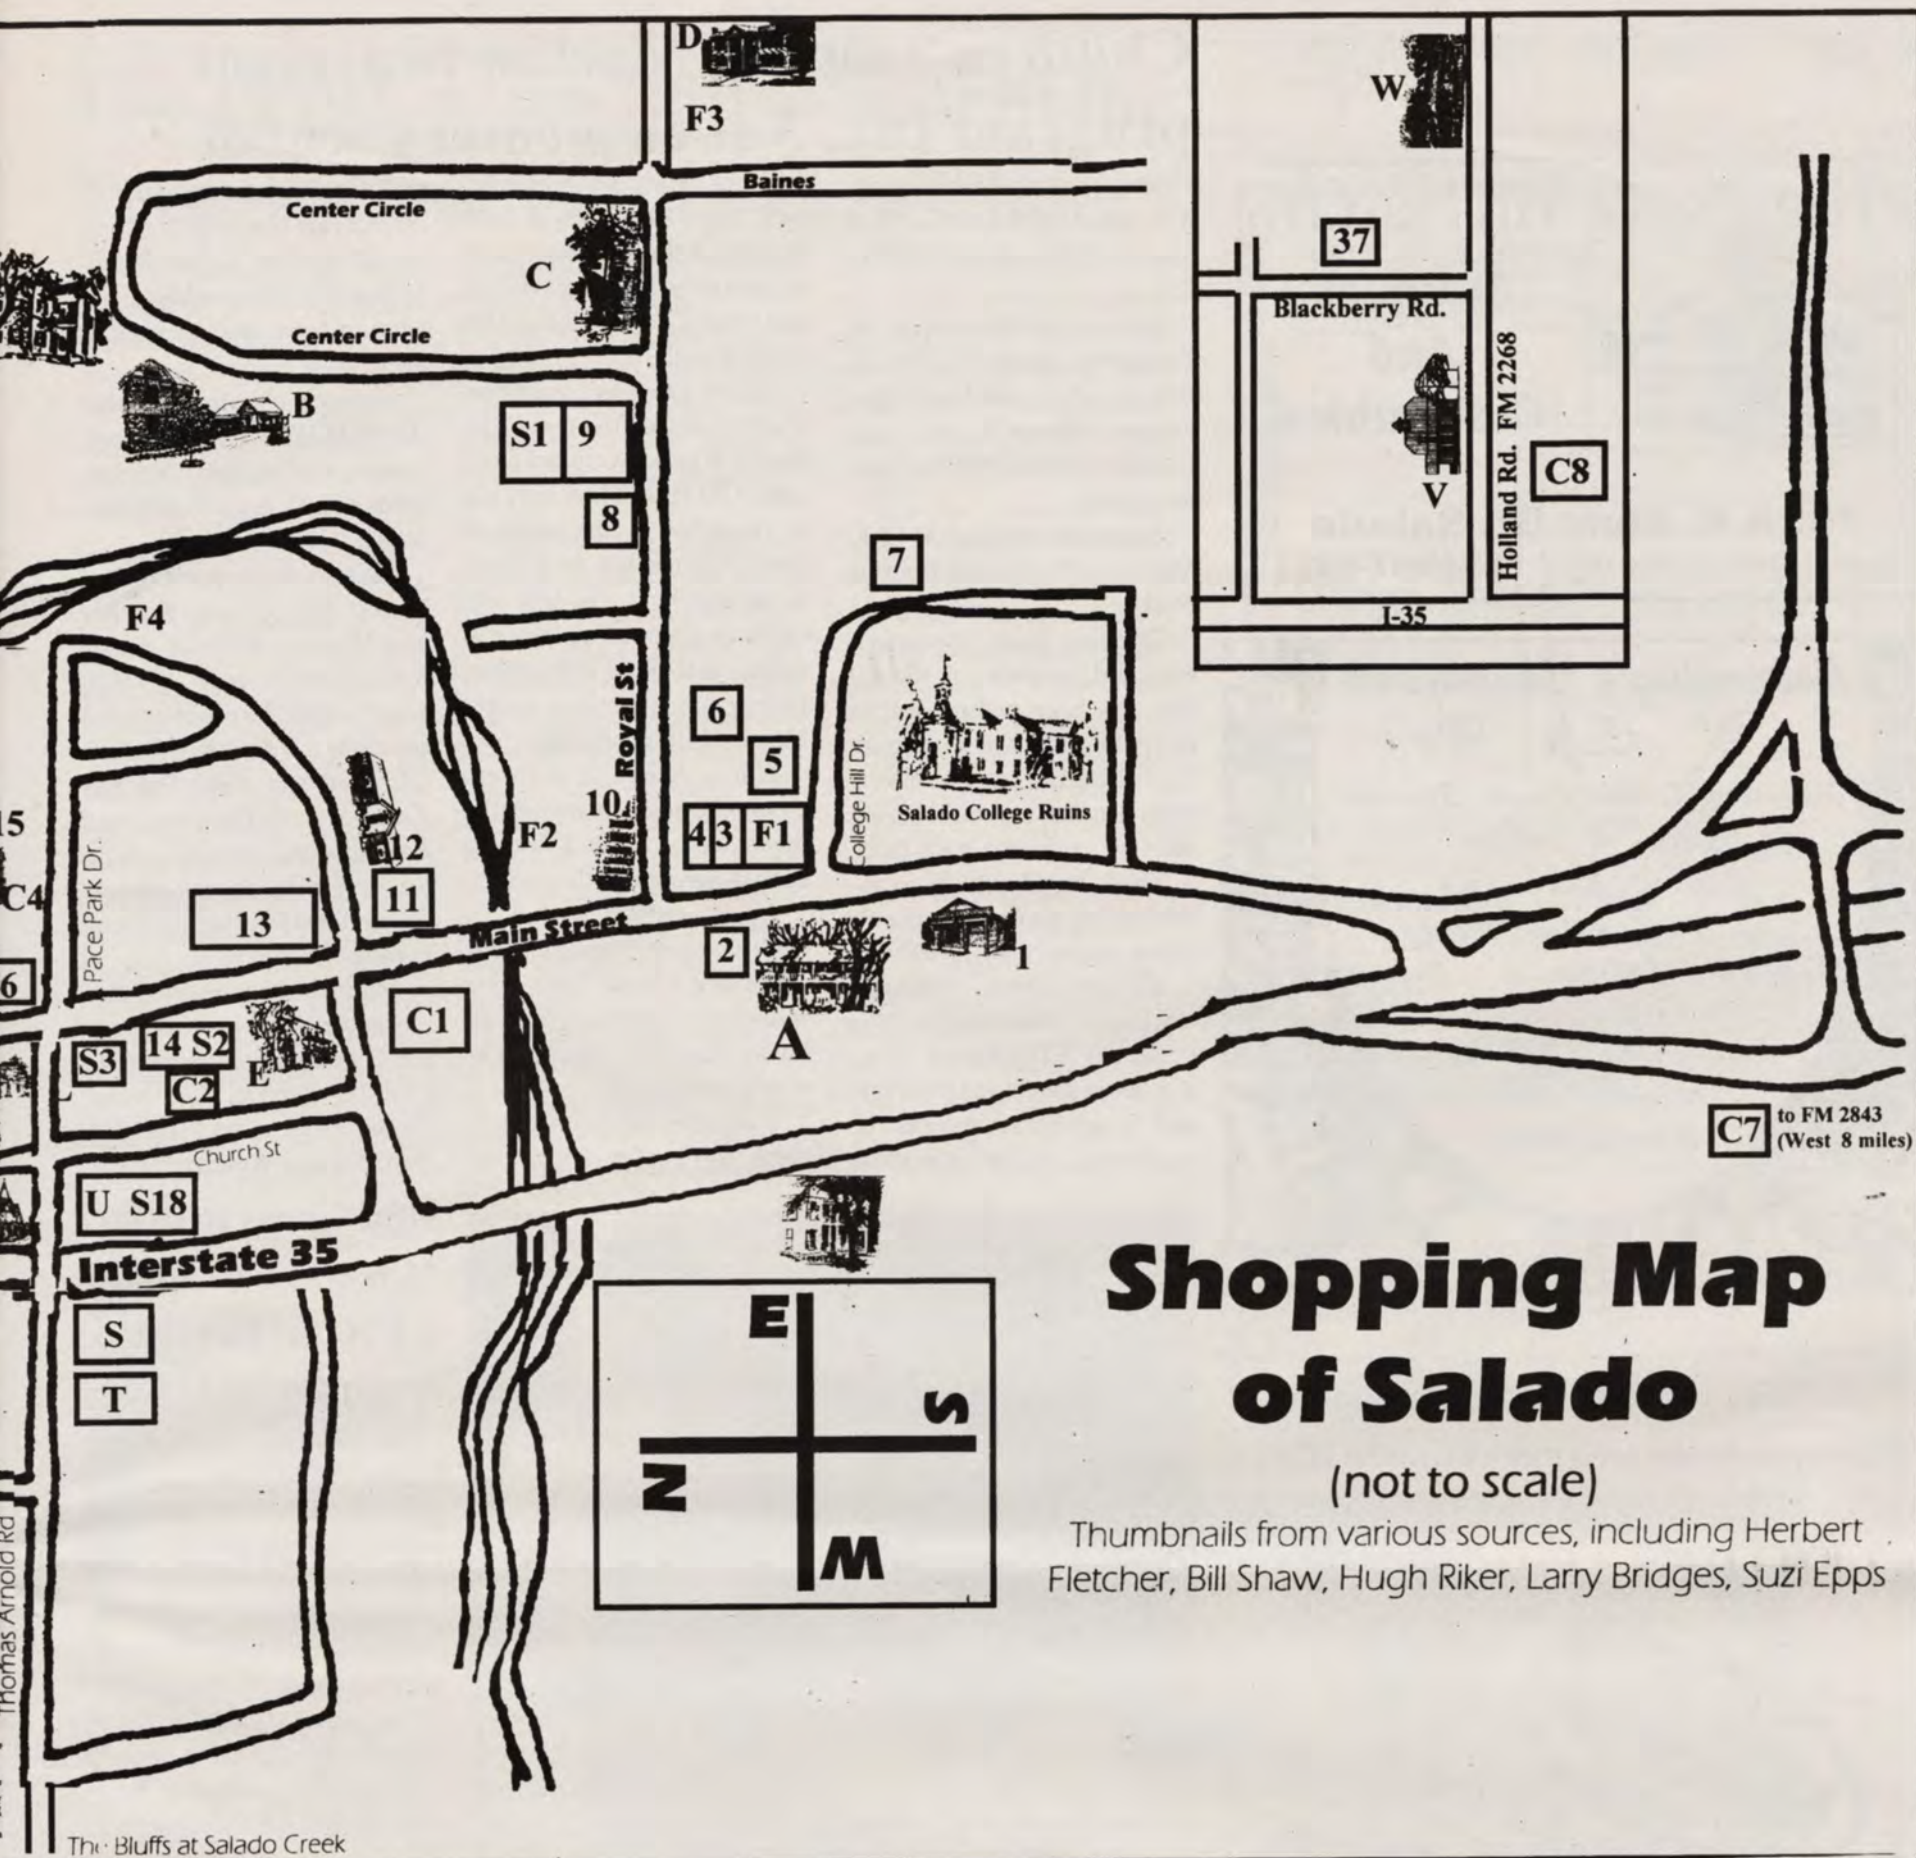 D
F3
W
Baines
Center Circle
37
C
Blackberry Rd.
Center Circle
Holland Rd. FM 2268
B
S1 9
C8
V
8
7
F4
I-35
Royal St
6
5
College Hill Dr.
Salado College Ruins
10
4 3 F1
F2
12
11
15
C4
Pace Park Dr.
13
Main Street
2
1
6
A
C1
14 S2
S3
E
C2
C7
to FM 2843
(West 8 miles)
Church St
U S18
Interstate 35
S
T
E
S
N
W
Shopping Map
of Salado
(not to scale)
Thumbnails from various sources, including Herbert
Fletcher, Bill Shaw, Hugh Riker, Larry Bridges, Suzi Epps
Thomas Arnold Rd
The Bluffs at Salado Creek